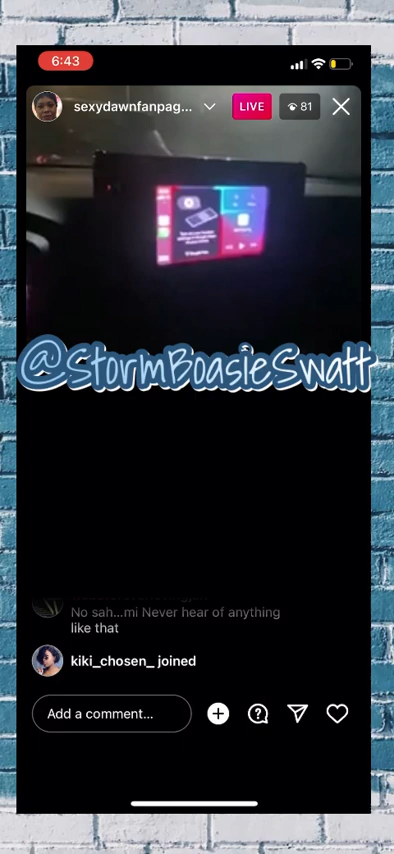 6:43
sexydawnfanpag...
LIVE
81
@StormBoasieSwatt
No sah...mi Never hear of anything
like that
kiki_chosen_ joined
Add a comment...